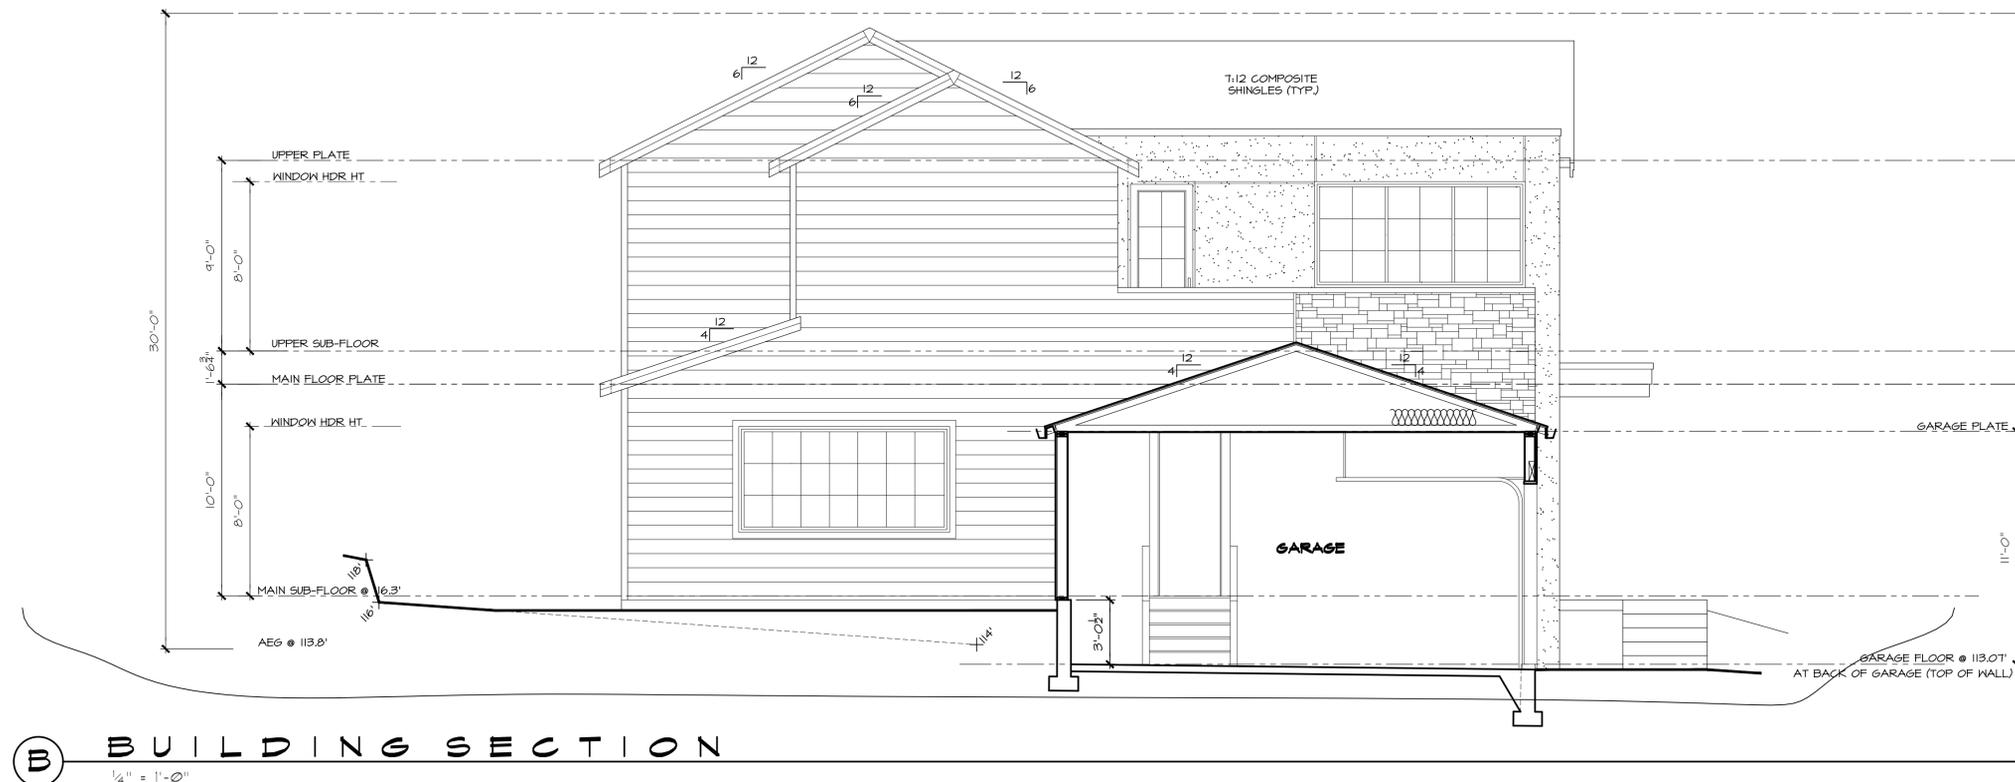 12
6
12
6
12
6
7:12 COMPOSITE
SHINGLES (TYP.)
UPPER PLATE
WINDOW HDR HT
9'-0"
8'-0"
30'-0"
12
4
UPPER SUB-FLOOR
1'-6¾"
MAIN FLOOR PLATE
12
4
12
4
WINDOW HDR HT
GARAGE PLATE
10'-0"
8'-0"
GARAGE
11'-0"
118'
MAIN SUB-FLOOR @ 116.3'
116'
3'-0½"
114'
AEG @ 113.8'
GARAGE FLOOR @ 113.07'
AT BACK OF GARAGE (TOP OF WALL)
B BUILDING SECTION
¼" = 1'-0"